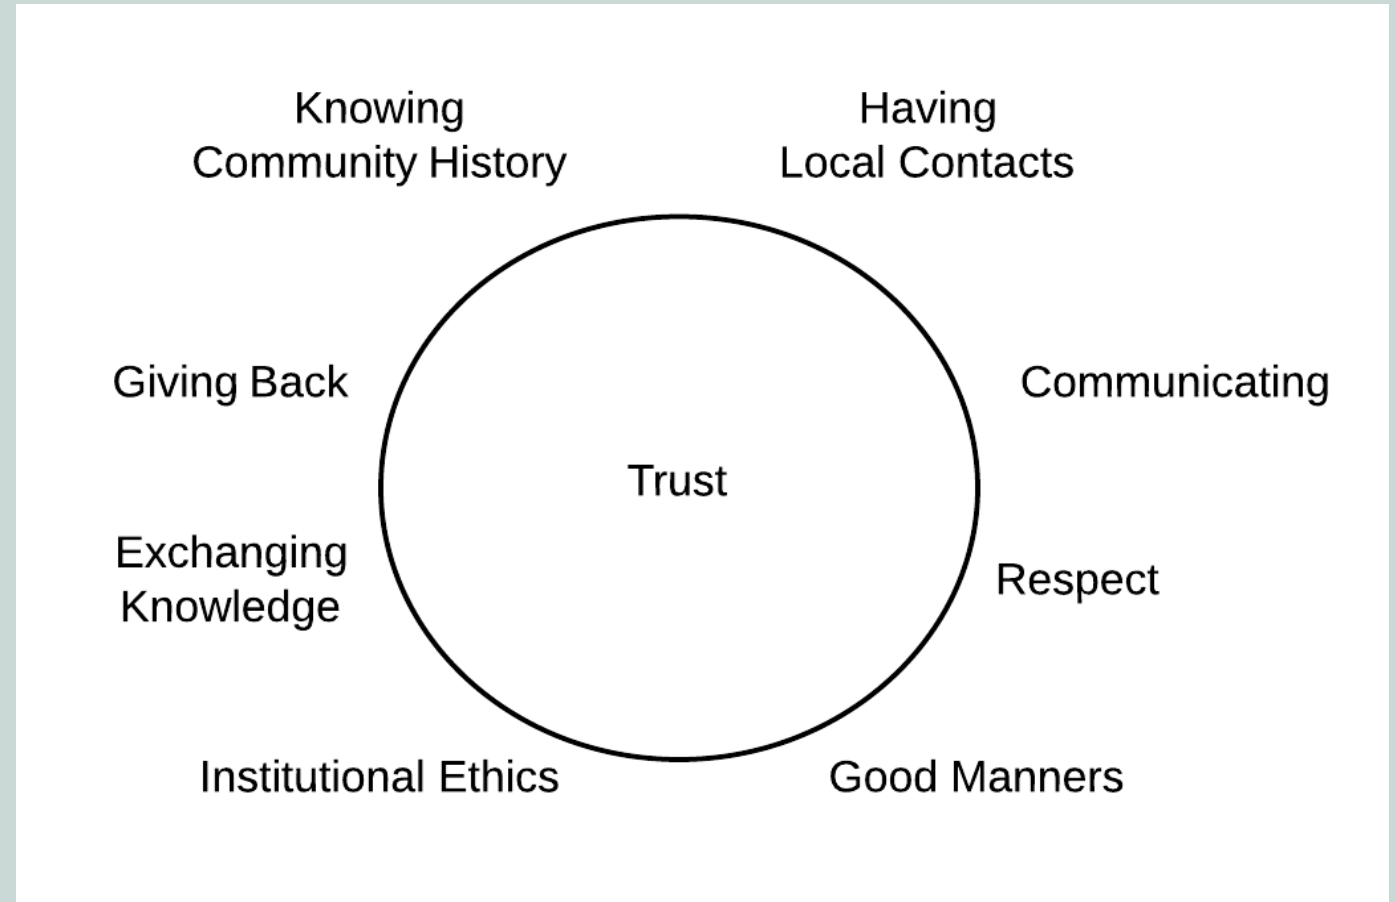 Knowing
Community History
Having
Local Contacts
Giving Back
Communicating
Trust
Exchanging
Knowledge
Respect
Institutional Ethics
Good Manners